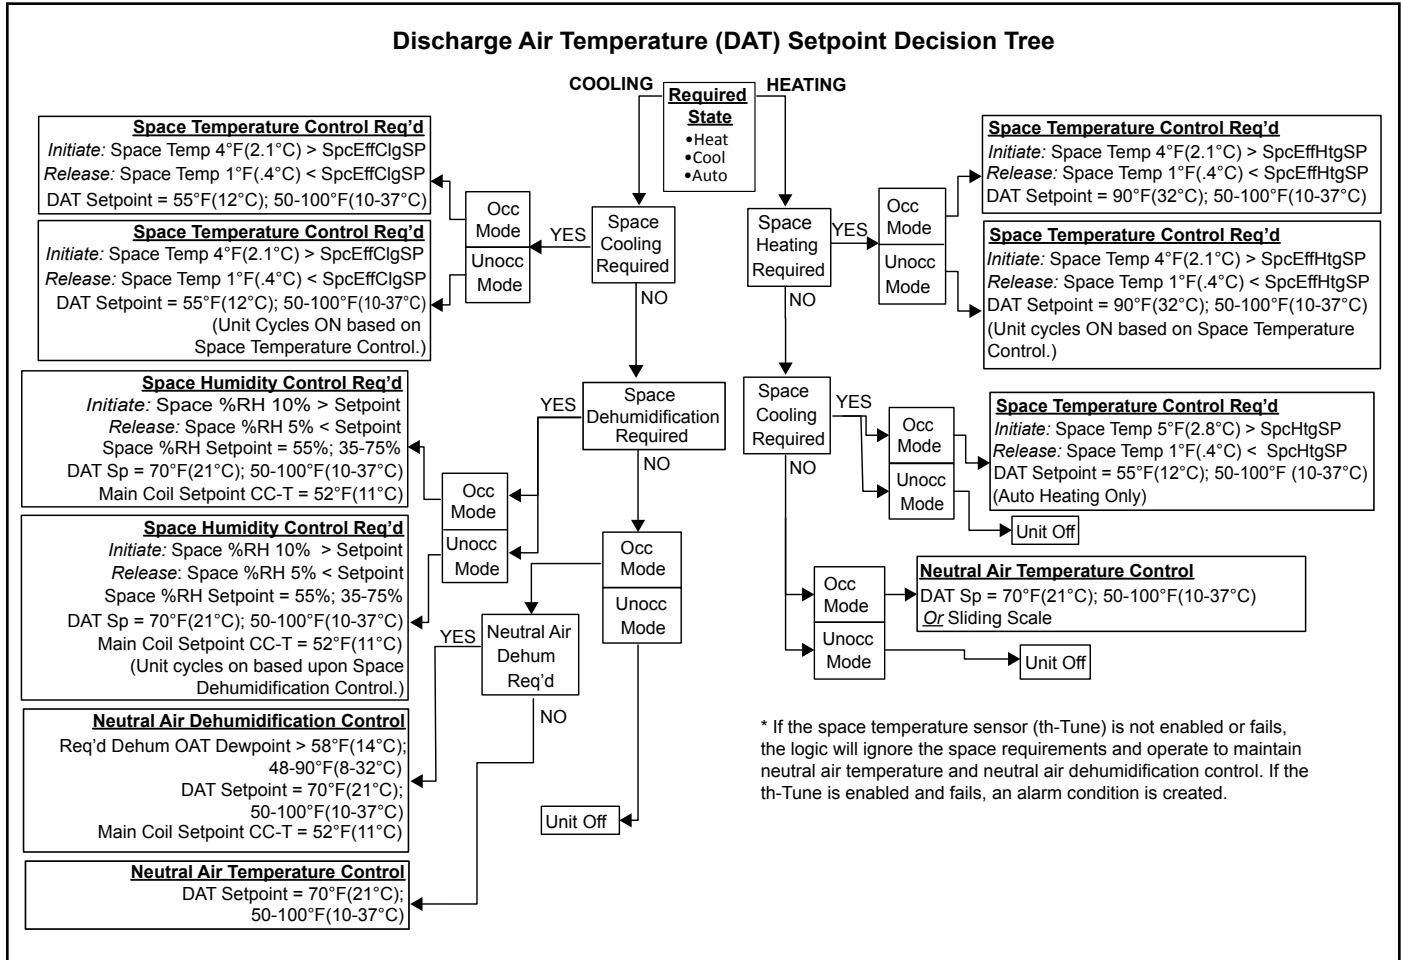 Discharge Air Temperature (DAT) Setpoint Decision Tree
COOLING
HEATING
Required
State
•Heat
•Cool
•Auto
Space Temperature Control Req'd
Initiate: Space Temp 4°F(2.1°C) > SpcEffClgSP
Release: Space Temp 1°F(.4°C) < SpcEffClgSP
DAT Setpoint = 55°F(12°C); 50-100°F(10-37°C)
Space Temperature Control Req'd
Initiate: Space Temp 4°F(2.1°C) > SpcEffClgSP
Release: Space Temp 1°F(.4°C) < SpcEffClgSP
DAT Setpoint = 55°F(12°C); 50-100°F(10-37°C)
(Unit Cycles ON based on
Space Temperature Control.)
Occ
Mode
Unocc
Mode
YES
Space
Cooling
Required
NO
Space
Heating
Required
YES
NO
Occ
Mode
Unocc
Mode
Space Temperature Control Req'd
Initiate: Space Temp 4°F(2.1°C) > SpcEffHtgSP
Release: Space Temp 1°F(.4°C) < SpcEffHtgSP
DAT Setpoint = 90°F(32°C); 50-100°F(10-37°C)
Space Temperature Control Req'd
Initiate: Space Temp 4°F(2.1°C) > SpcEffHtgSP
Release: Space Temp 1°F(.4°C) < SpcEffHtgSP
DAT Setpoint = 90°F(32°C); 50-100°F(10-37°C)
(Unit cycles ON based on Space Temperature
Control.)
Space Humidity Control Req'd
Initiate: Space %RH 10% > Setpoint
Release: Space %RH 5% < Setpoint
Space %RH Setpoint = 55%; 35-75%
DAT Sp = 70°F(21°C); 50-100°F(10-37°C)
Main Coil Setpoint CC-T = 52°F(11°C)
Space Humidity Control Req'd
Initiate: Space %RH 10% > Setpoint
Release: Space %RH 5% < Setpoint
Space %RH Setpoint = 55%; 35-75%
DAT Sp = 70°F(21°C); 50-100°F(10-37°C)
Main Coil Setpoint CC-T = 52°F(11°C)
(Unit cycles on based upon Space
Dehumidification Control.)
YES
Space
Dehumidification
Required
NO
Occ
Mode
Unocc
Mode
Occ
Mode
Unocc
Mode
YES
Neutral Air
Dehum
Req'd
NO
Unit Off
Neutral Air Dehumidification Control
Req'd Dehum OAT Dewpoint > 58°F(14°C);
48-90°F(8-32°C)
DAT Setpoint = 70°F(21°C);
50-100°F(10-37°C)
Main Coil Setpoint CC-T = 52°F(11°C)
Neutral Air Temperature Control
DAT Setpoint = 70°F(21°C);
50-100°F(10-37°C)
Space
Cooling
Required
YES
NO
Occ
Mode
Unocc
Mode
Space Temperature Control Req'd
Initiate: Space Temp 5°F(2.8°C) > SpcHtgSP
Release: Space Temp 1°F(.4°C) < SpcHtgSP
DAT Setpoint = 55°F(12°C); 50-100°F (10-37°C)
(Auto Heating Only)
Unit Off
Occ
Mode
Unocc
Mode
Neutral Air Temperature Control
DAT Sp = 70°F(21°C); 50-100°F(10-37°C)
Or Sliding Scale
Unit Off
* If the space temperature sensor (th-Tune) is not enabled or fails,
the logic will ignore the space requirements and operate to maintain
neutral air temperature and neutral air dehumidification control. If the
th-Tune is enabled and fails, an alarm condition is created.